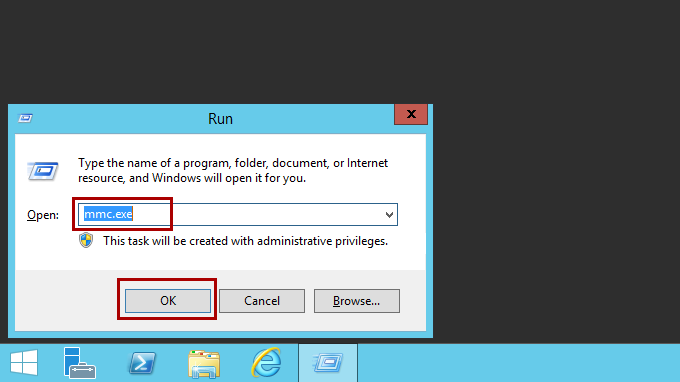 Run
x
Type the name of a program, folder, document, or Internet
resource, and Windows will open it for you.
Open: mmc.exe
This task will be created with administrative privileges.
OK Cancel Browse...